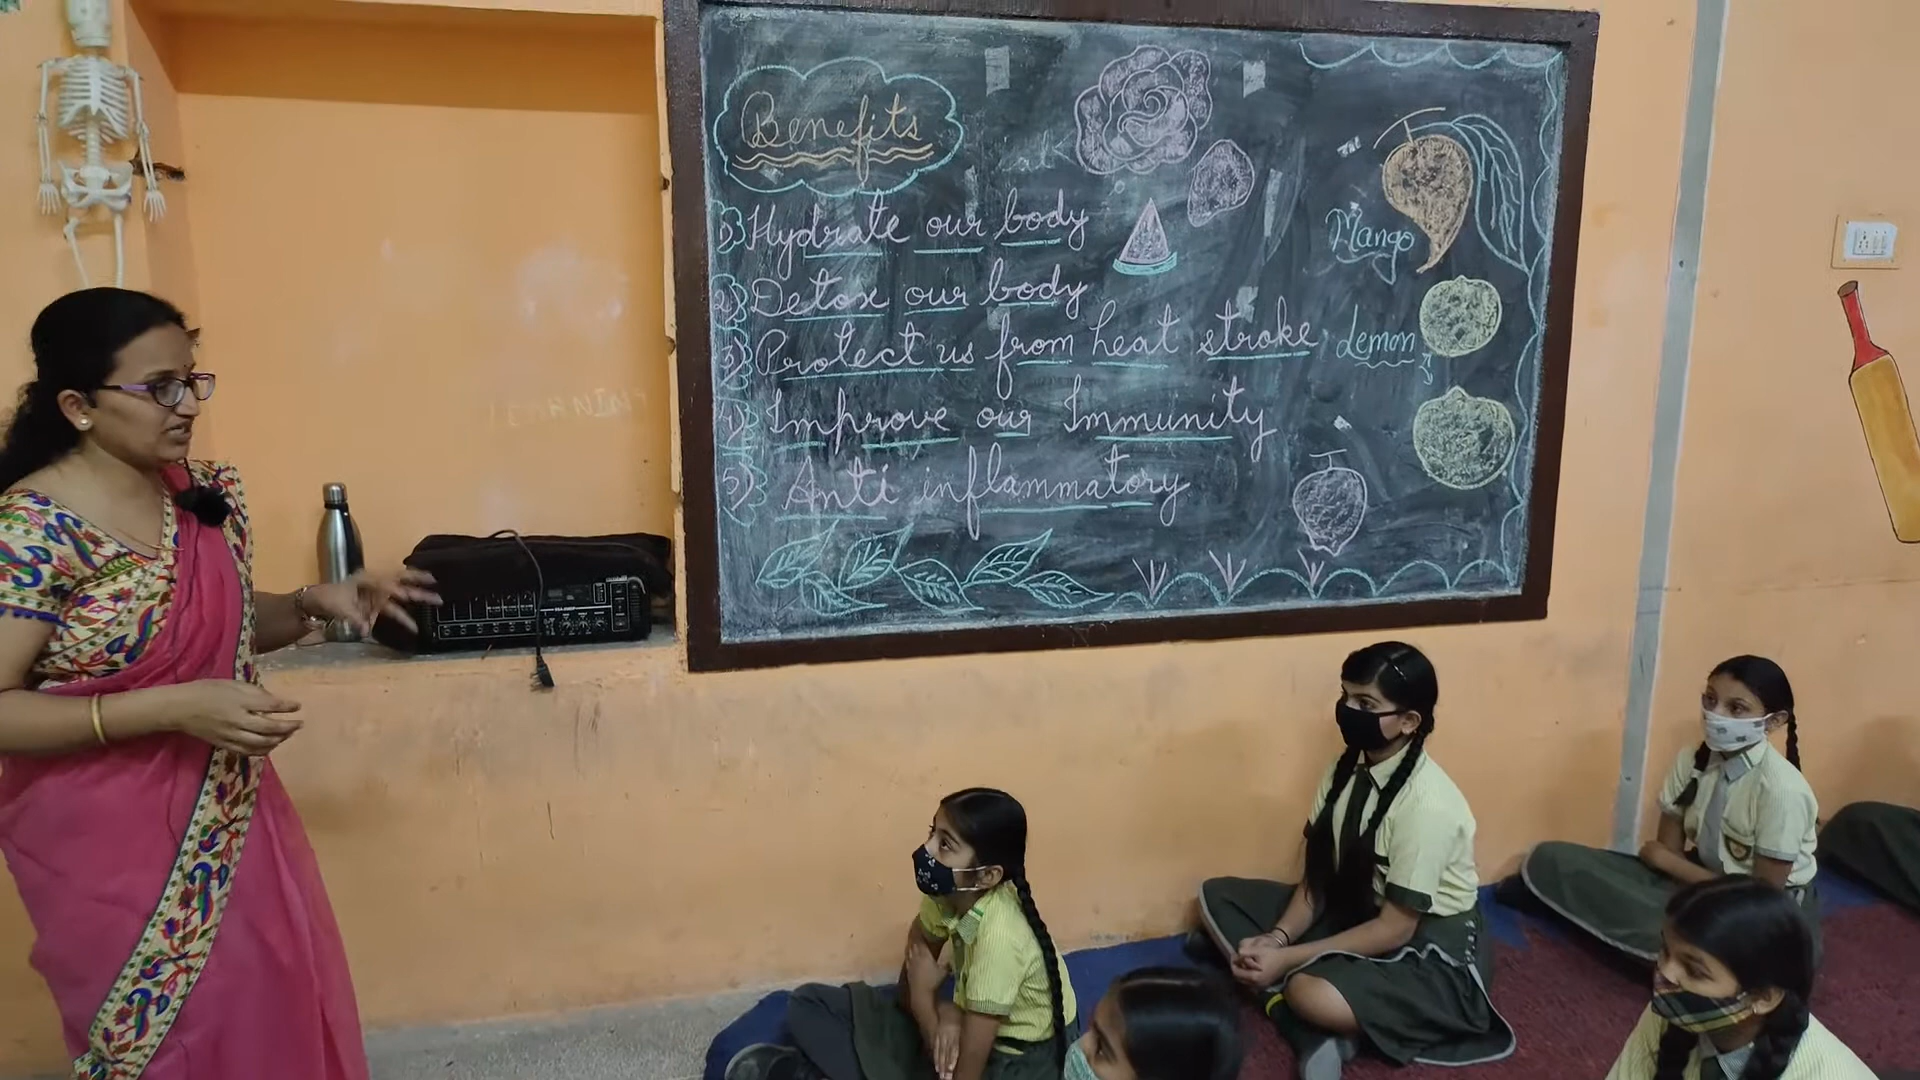 Benefits
1) Hydrate our body
2) Detox our body
3) Protect us from heat stroke
4) Improve our Immunity
5) Anti inflammatory
Mango
Lemon